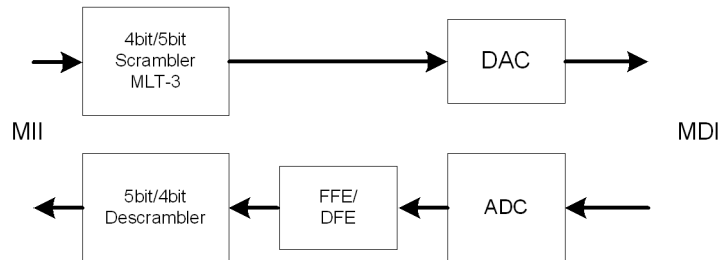 4bit/5bit
Scrambler
MLT-3
DAC
MII
MDI
5bit/4bit
Descrambler
FFE/
DFE
ADC